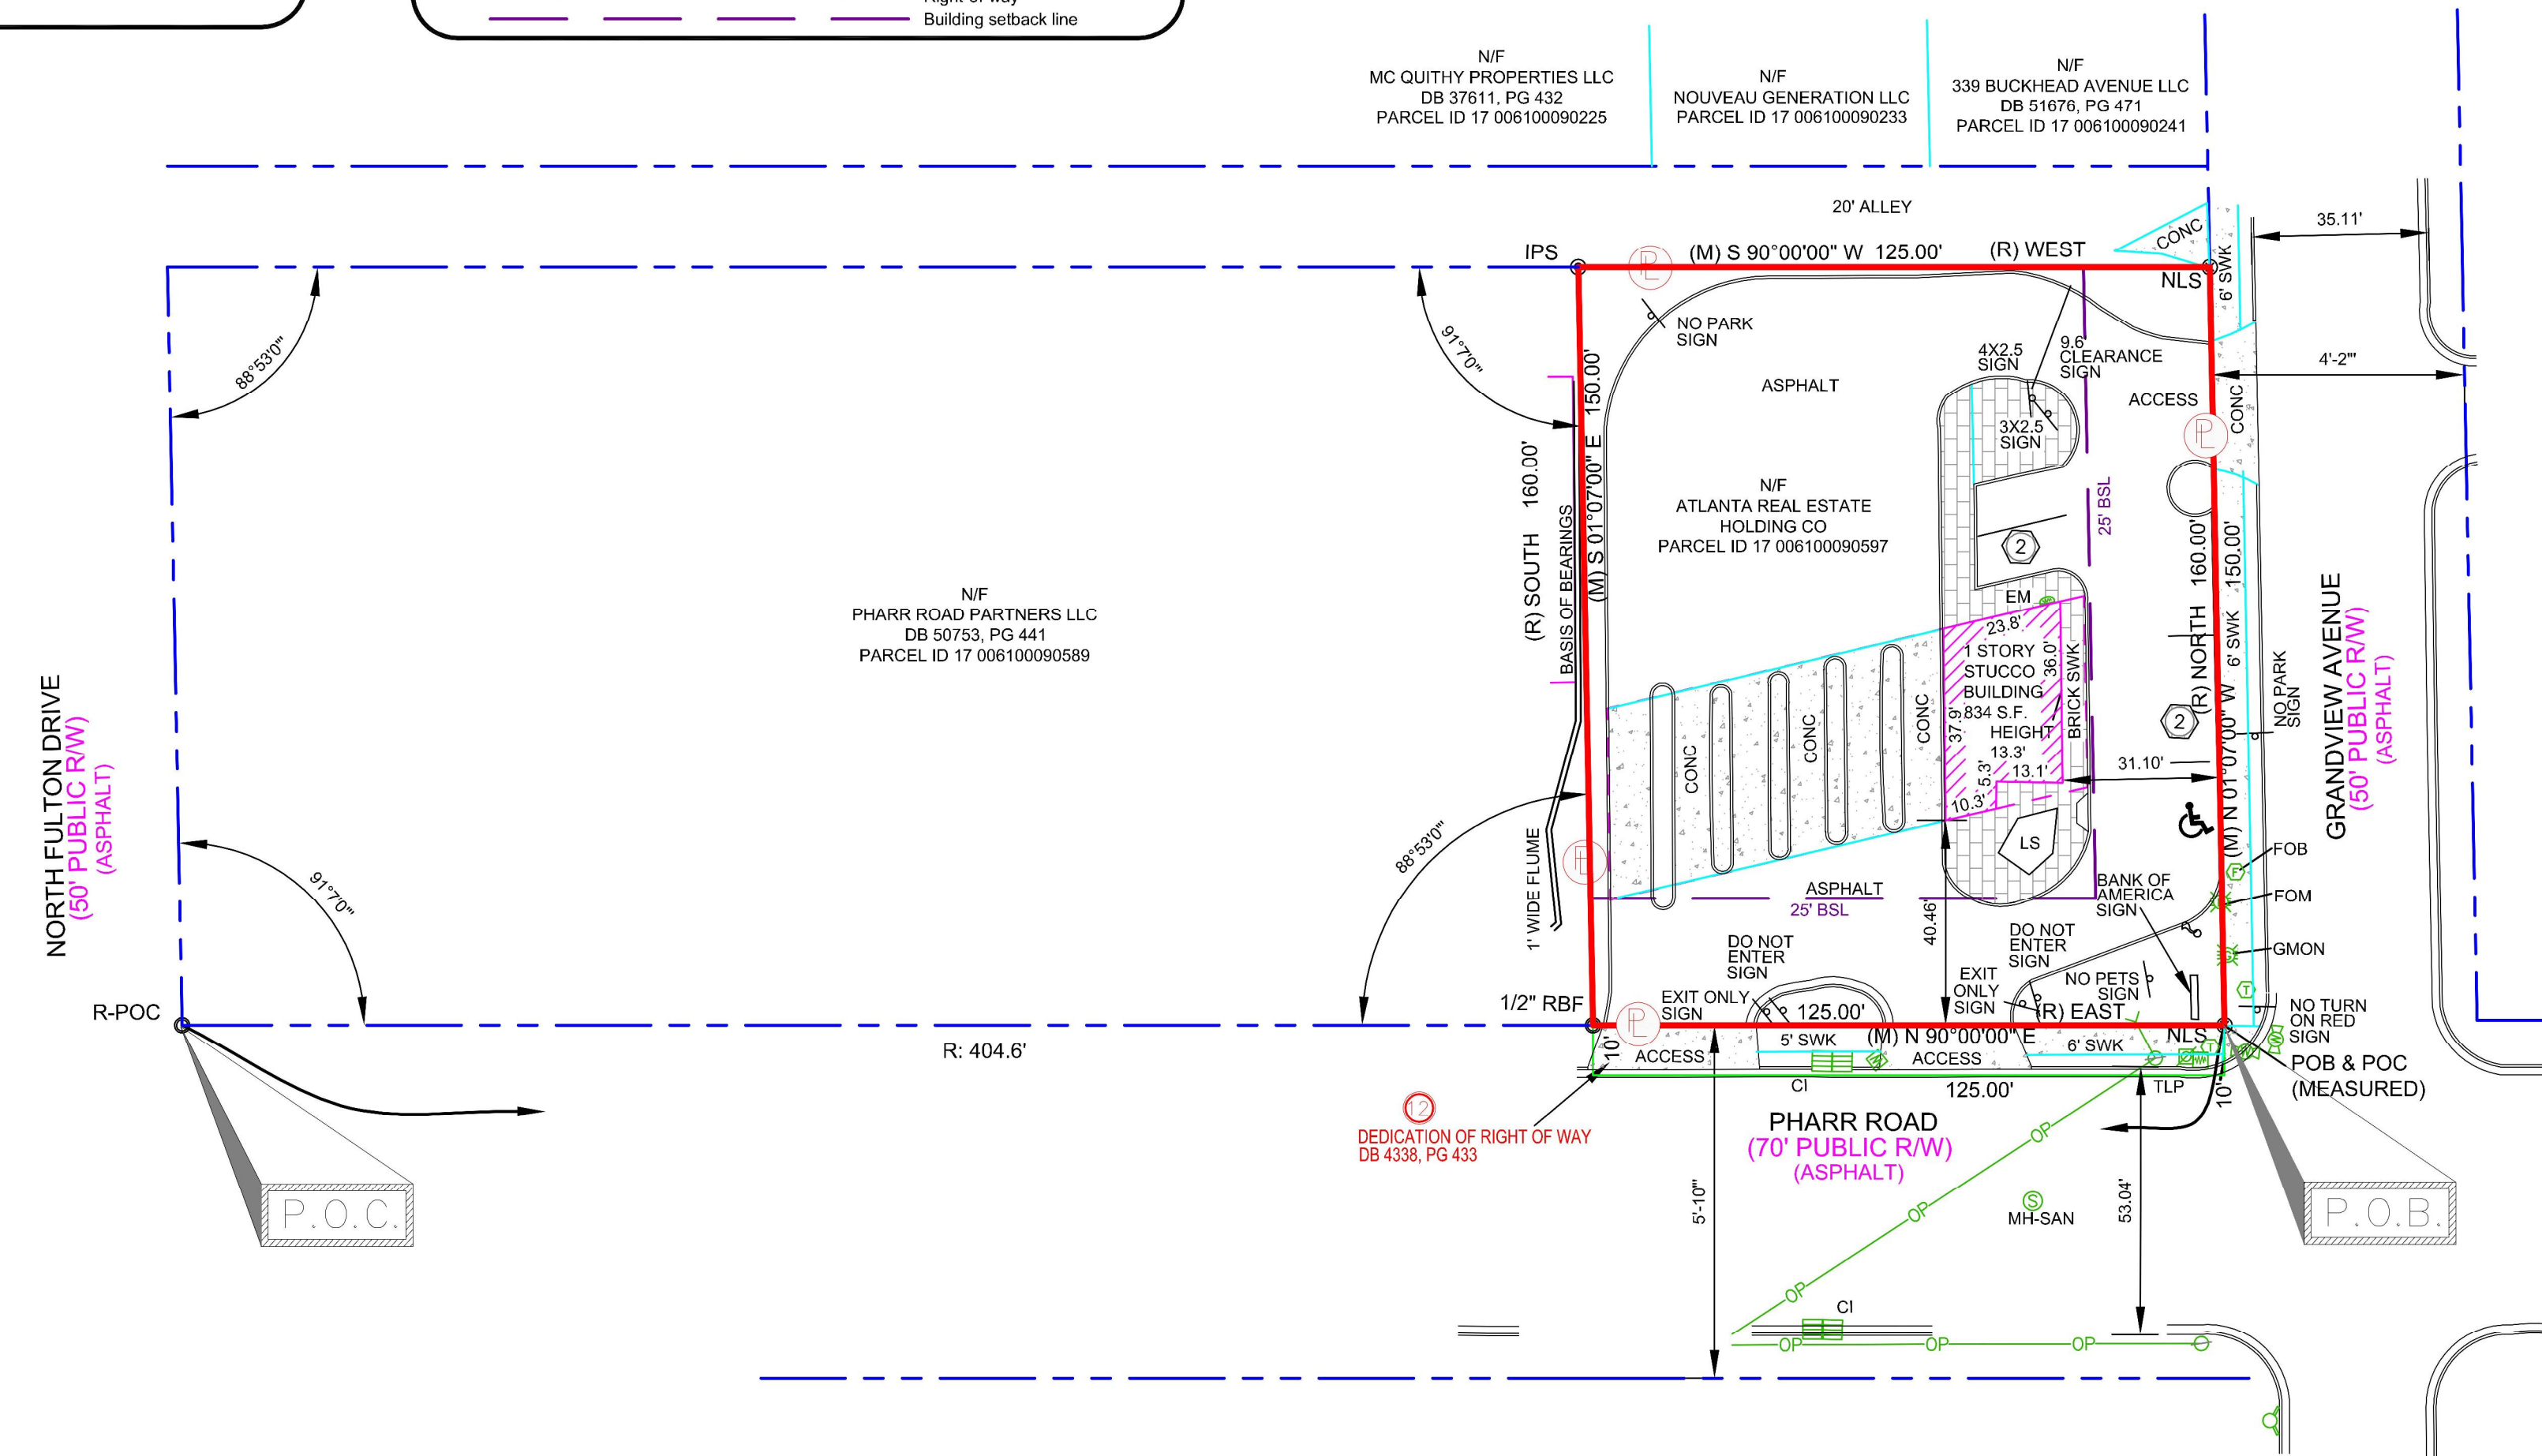 Building setback line
N/F
MC QUITHY PROPERTIES LLC
DB 37611, PG 432
PARCEL ID 17 006100090225
N/F
NOUVEAU GENERATION LLC
PARCEL ID 17 006100090233
N/F
339 BUCKHEAD AVENUE LLC
DB 51676, PG 471
PARCEL ID 17 006100090241
20' ALLEY
CONC
6' SWK
35.11'
IPS
PL
(M) S 90°00'00" W 125.00'
(R) WEST
NLS
88°53'0"'
91°7'0"'
NO PARK
SIGN
4X2.5
SIGN
9.6
CLEARANCE
SIGN
4'-2"'
ASPHALT
ACCESS
CONC
PL
3X2.5
SIGN
(R) SOUTH 160.00'
BASIS OF BEARINGS
(M) S 01°07'00" E 150.00'
N/F
ATLANTA REAL ESTATE
HOLDING CO
PARCEL ID 17 006100090597
25' BSL
2
(R) NORTH 160.00'
(M) N 01°07'00" W 150.00'
6' SWK
N/F
PHARR ROAD PARTNERS LLC
DB 50753, PG 441
PARCEL ID 17 006100090589
EM
23.8'
1 STORY
STUCCO
BUILDING
834 S.F.
HEIGHT
36.0'
37.9'
13.3'
13.1'
5.3'
10.3'
BRICK SWK
CONC
CONC
CONC
2
31.10'
NO PARK
SIGN
GRANDVIEW AVENUE
(50' PUBLIC R/W)
(ASPHALT)
NORTH FULTON DRIVE
(50' PUBLIC R/W)
(ASPHALT)
91°7'0"'
88°53'0"'
1' WIDE FLUME
PL
LS
FOB
F
FOM
GMON
ASPHALT
25' BSL
40.46'
BANK OF
AMERICA
SIGN
DO NOT
ENTER
SIGN
DO NOT
ENTER
SIGN
EXIT
ONLY
SIGN
NO PETS
SIGN
T
NO TURN
ON RED
SIGN
R-POC
1/2" RBF
EXIT ONLY
SIGN
PL
125.00'
(R) EAST
R: 404.6'
10'
ACCESS
5' SWK
(M) N 90°00'00" E
ACCESS
6' SWK
NLS
T
POB & POC
(MEASURED)
CI
125.00'
TLP
10'
12
DEDICATION OF RIGHT OF WAY
DB 4338, PG 433
PHARR ROAD
(70' PUBLIC R/W)
(ASPHALT)
OP
OP
OP
5'-10"'
S
MH-SAN
53.04'
P.O.C.
P.O.B.
CI
OP
OP
OP